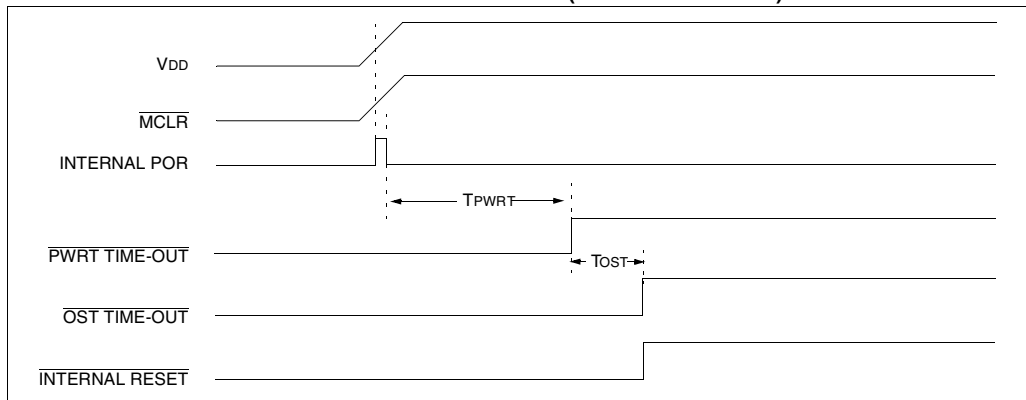 VDD
MCLR
INTERNAL POR
TPWRT
PWRT TIME-OUT
TOST
OST TIME-OUT
INTERNAL RESET